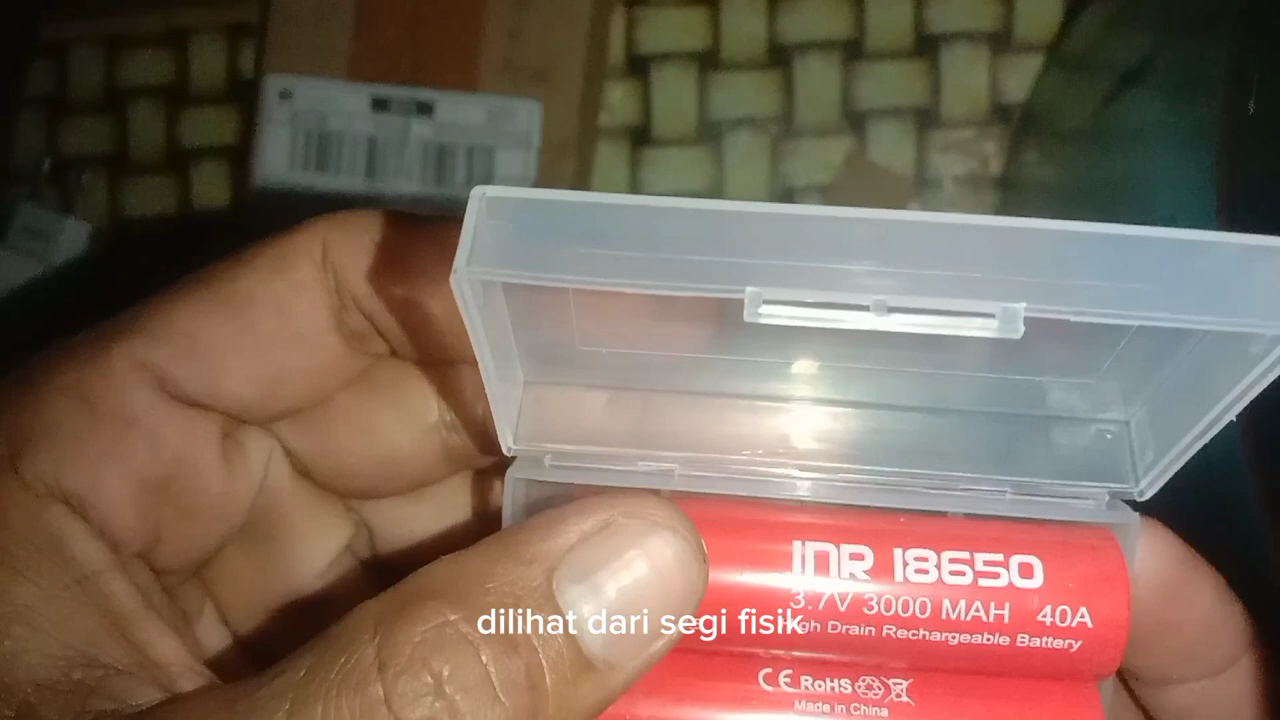 INR 18650
3.7V 3000 MAH 40A
High Drain Rechargeable Battery
dilihat dari segi fisik
CE RoHS
Made in China